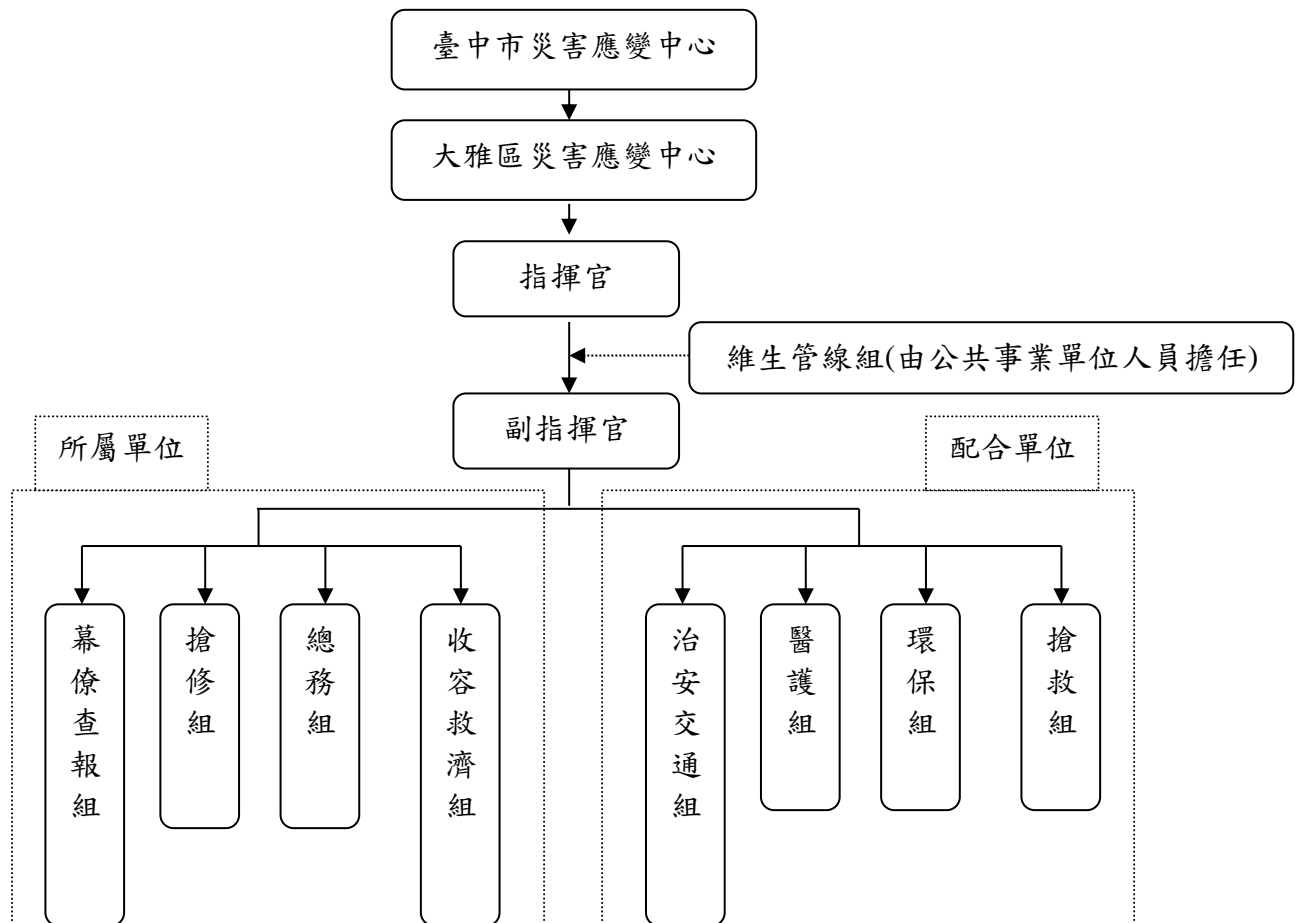 臺中市災害應變中心
大雅區災害應變中心
指揮官
維生管線組(由公共事業單位人員擔任)
副指揮官
所屬單位
配合單位
幕僚查報組
搶修組
總務組
收容救濟組
治安交通組
醫護組
環保組
搶救組